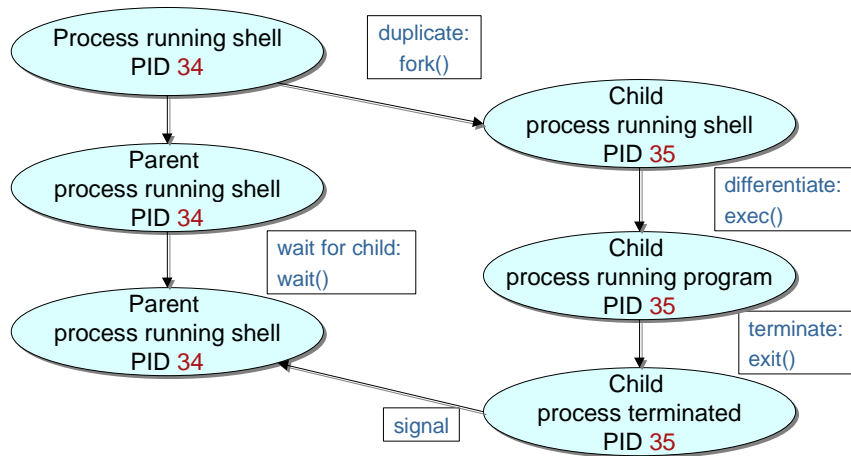 Process running shell
PID 34
duplicate:
fork()
Child
process running shell
PID 35
Parent
process running shell
PID 34
differentiate:
exec()
wait for child:
wait()
Child
process running program
PID 35
Parent
process running shell
PID 34
terminate:
exit()
Child
process terminated
PID 35
signal